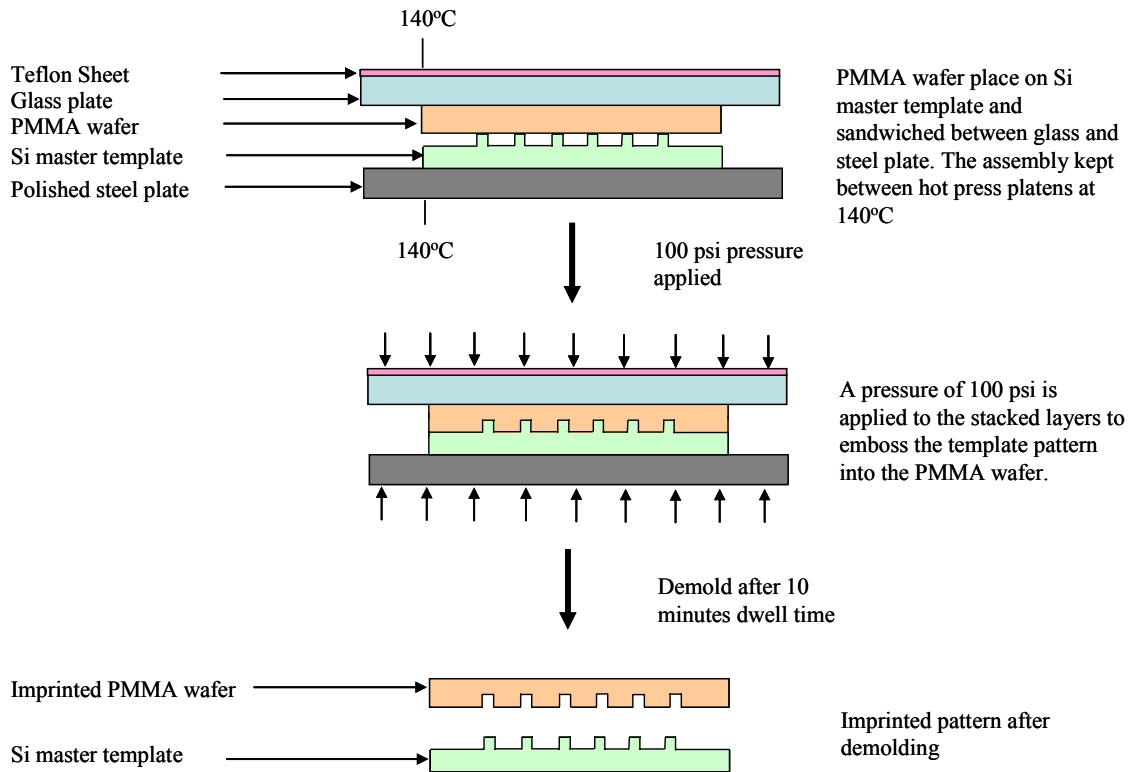 140ºC
Teflon Sheet
Glass plate
PMMA wafer
Si master template
Polished steel plate
PMMA wafer place on Si
master template and
sandwiched between glass and
steel plate. The assembly kept
between hot press platens at
140ºC
140ºC
100 psi pressure
applied
A pressure of 100 psi is
applied to the stacked layers to
emboss the template pattern
into the PMMA wafer.
Demold after 10
minutes dwell time
Imprinted PMMA wafer
Si master template
Imprinted pattern after
demolding